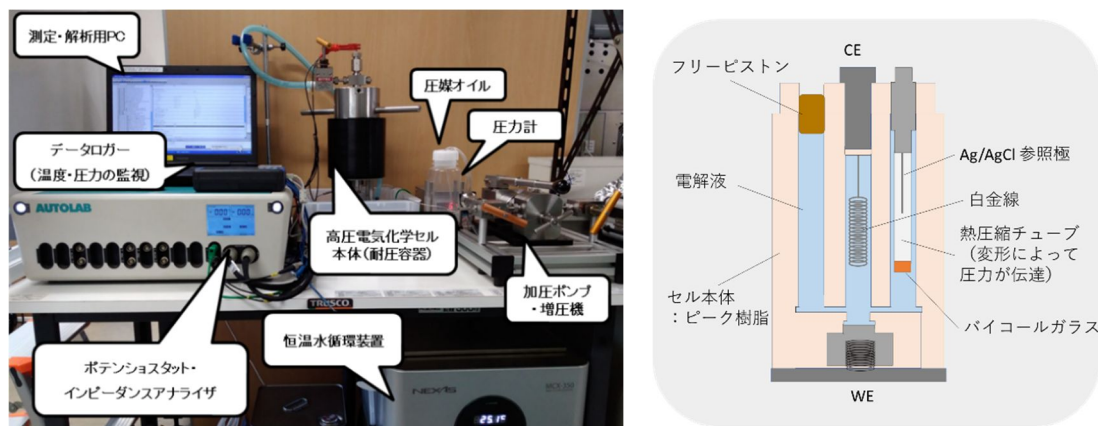 測定・解析用PC
データロガー
(温度・圧力の監視)
AUTOLAB
圧媒オイル
圧力計
高圧電気化学セル
本体(耐圧容器)
加圧ポンプ
・増圧機
TRUSCO
恒温水循環装置
ポテンショスタット・
インピーダンスアナライザ
NEXAS
25.1℃
CE
フリーピストン
Ag/AgCl 参照極
電解液
白金線
熱圧縮チューブ
（変形によって
圧力が伝達）
セル本体
：ピーク樹脂
バイコールガラス
WE